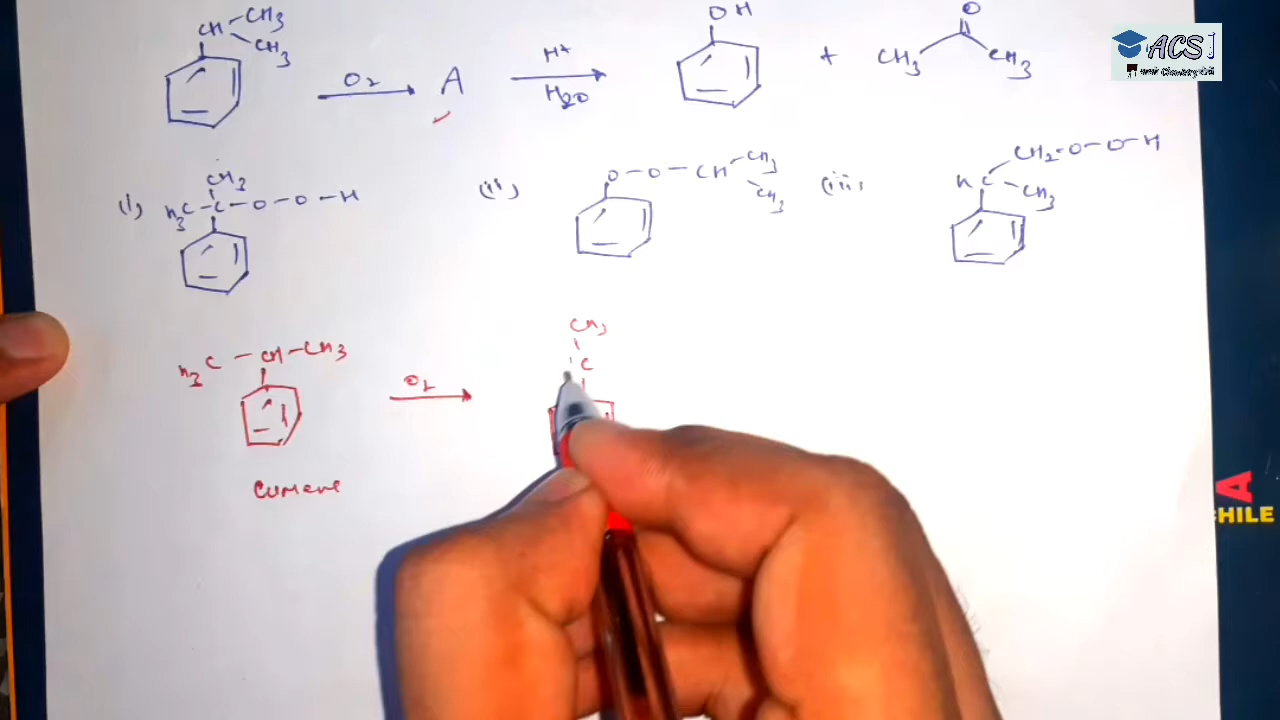 CH-CH3
CH3
O2
A
H+
H2O
OH
+
CH3
O
CH3
ACS
(i)
CH3
H3C-C-O-O-H
(ii)
O-O-CH
CH3
CH3
(iii)
CH2-O-O-H
HC-CH3
H3C-CH-CH3
O2
CH3
C
Cumene
A
HILE